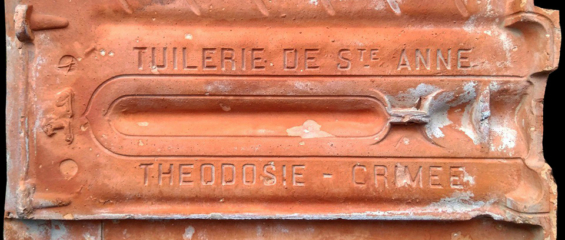 TUILERIE DE STE ANNE
THEODOSIE - CRIMEE